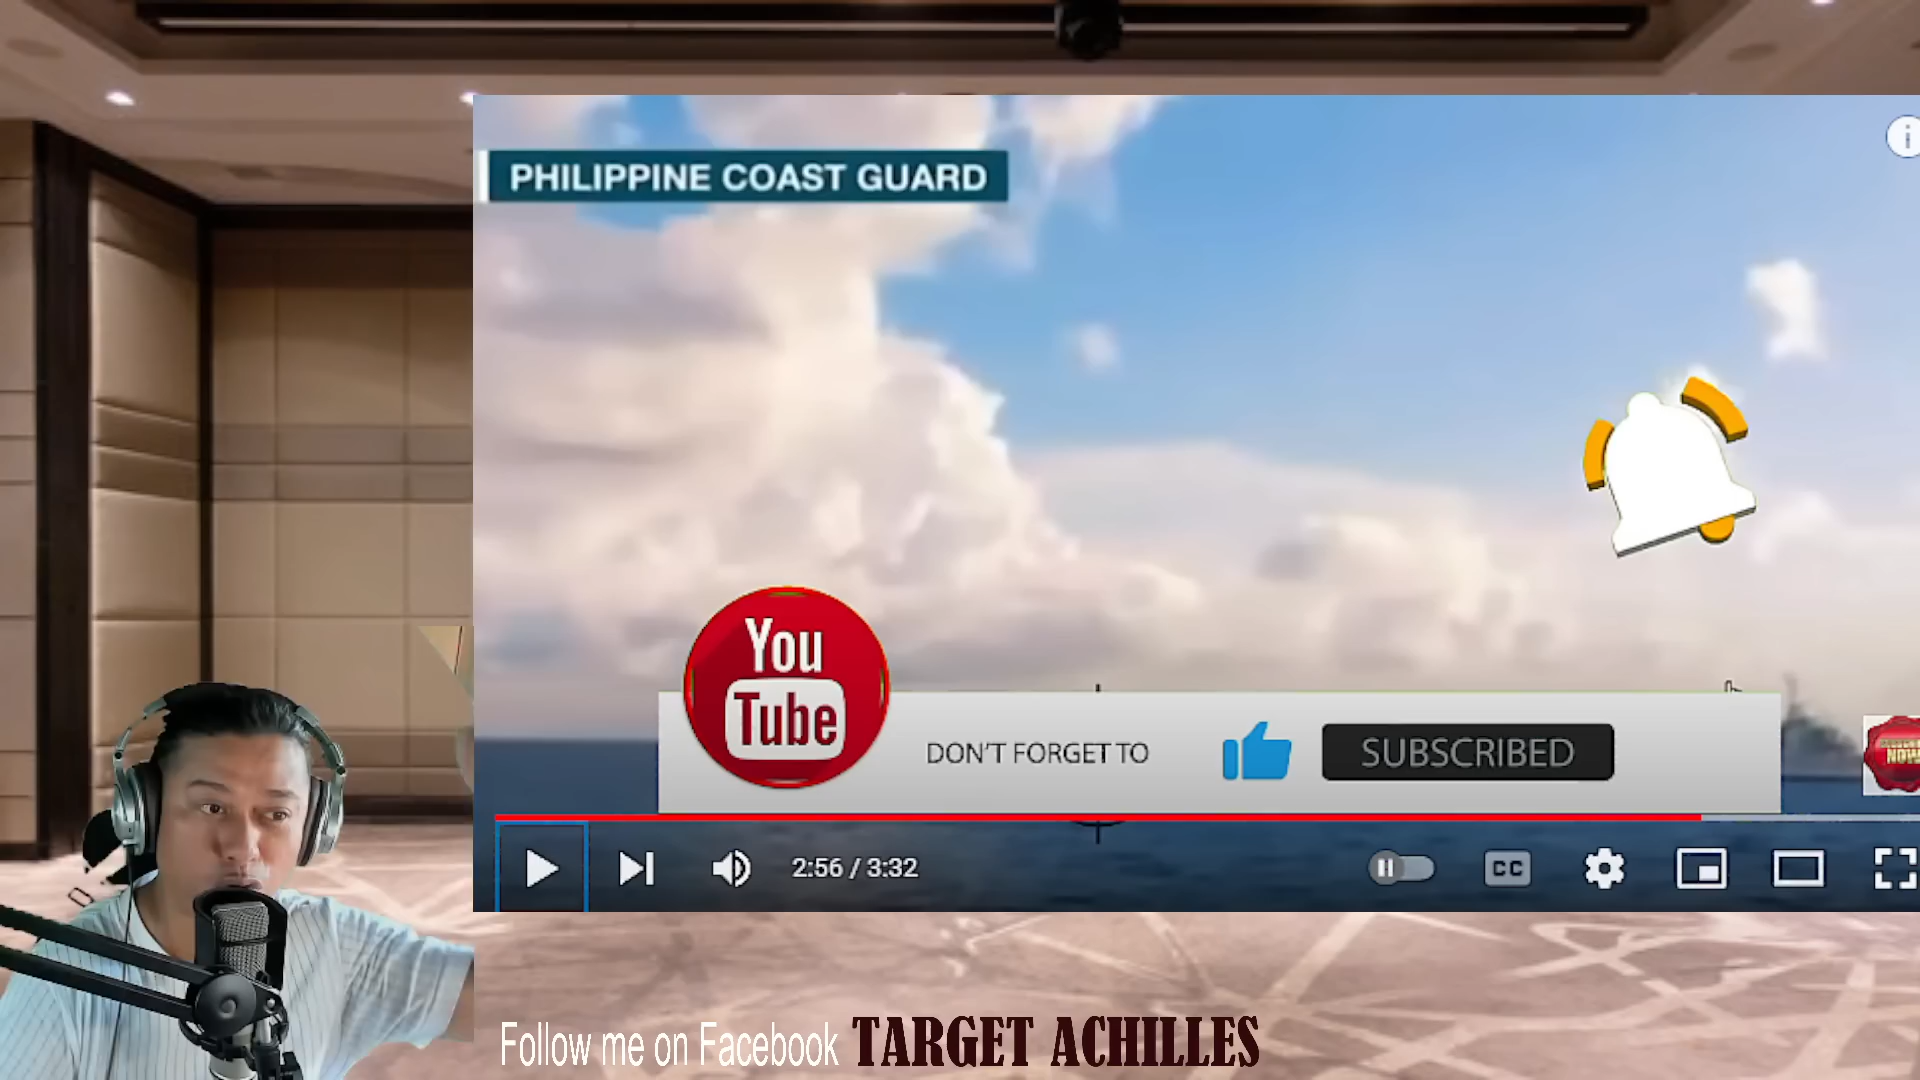 PHILIPPINE COAST GUARD
i
You
Tube
DON'T FORGET TO
SUBSCRIBED
NOW
2:56 / 3:32
CC
Follow me on Facebook TARGET ACHILLES